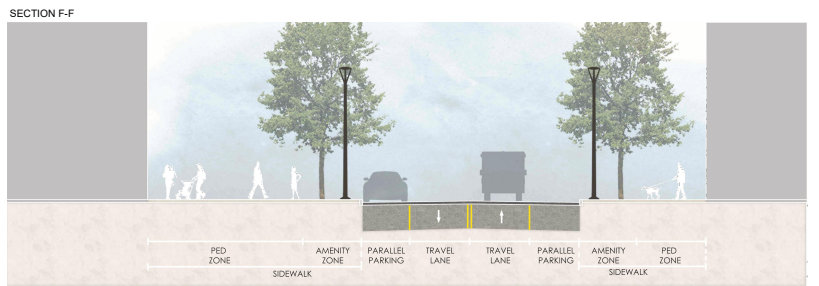 SECTION F-F
PED
ZONE
AMENITY
ZONE
PARALLEL
PARKING
TRAVEL
LANE
TRAVEL
LANE
PARALLEL
PARKING
AMENITY
ZONE
PED
ZONE
SIDEWALK
SIDEWALK